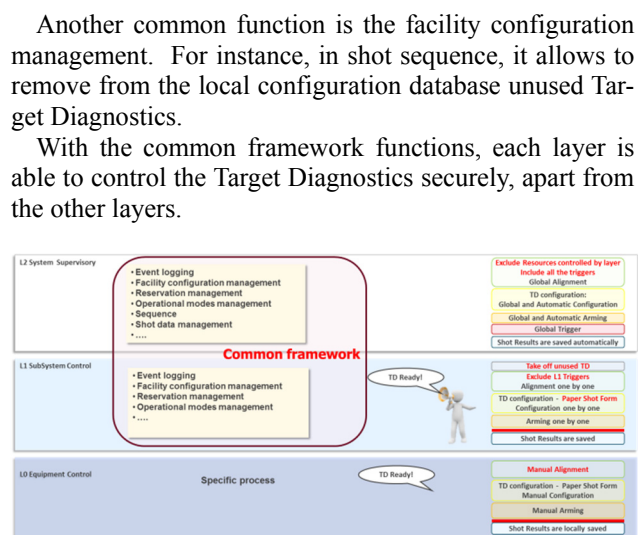 Another common function is the facility configuration
management. For instance, in shot sequence, it allows to
remove from the local configuration database unused Tar-
get Diagnostics.
With the common framework functions, each layer is
able to control the Target Diagnostics securely, apart from
the other layers.
L2 System Supervisory
• Event logging
• Facility configuration management
• Reservation management
• Operational modes management
• Sequence
• Shot data management
• ....
Exclude Resources controlled by layer
Include all the triggers
Global Alignment
TD configuration:
Global and Automatic Configuration
Global and Automatic Arming
Global Trigger
Shot Results are saved automatically
Common framework
L1 SubSystem Control
• Event logging
• Facility configuration management
• Reservation management
• Operational modes management
• ....
TD Ready!
Take off unused TD
Exclude L1 Triggers
Alignment one by one
TD configuration - Paper Shot Form
Configuration one by one
Arming one by one
Shot Results are saved
L0 Equipment Control
Specific process
TD Ready!
Manual Alignment
TD configuration - Paper Shot Form
Manual Configuration
Manual Arming
Shot Results are locally saved